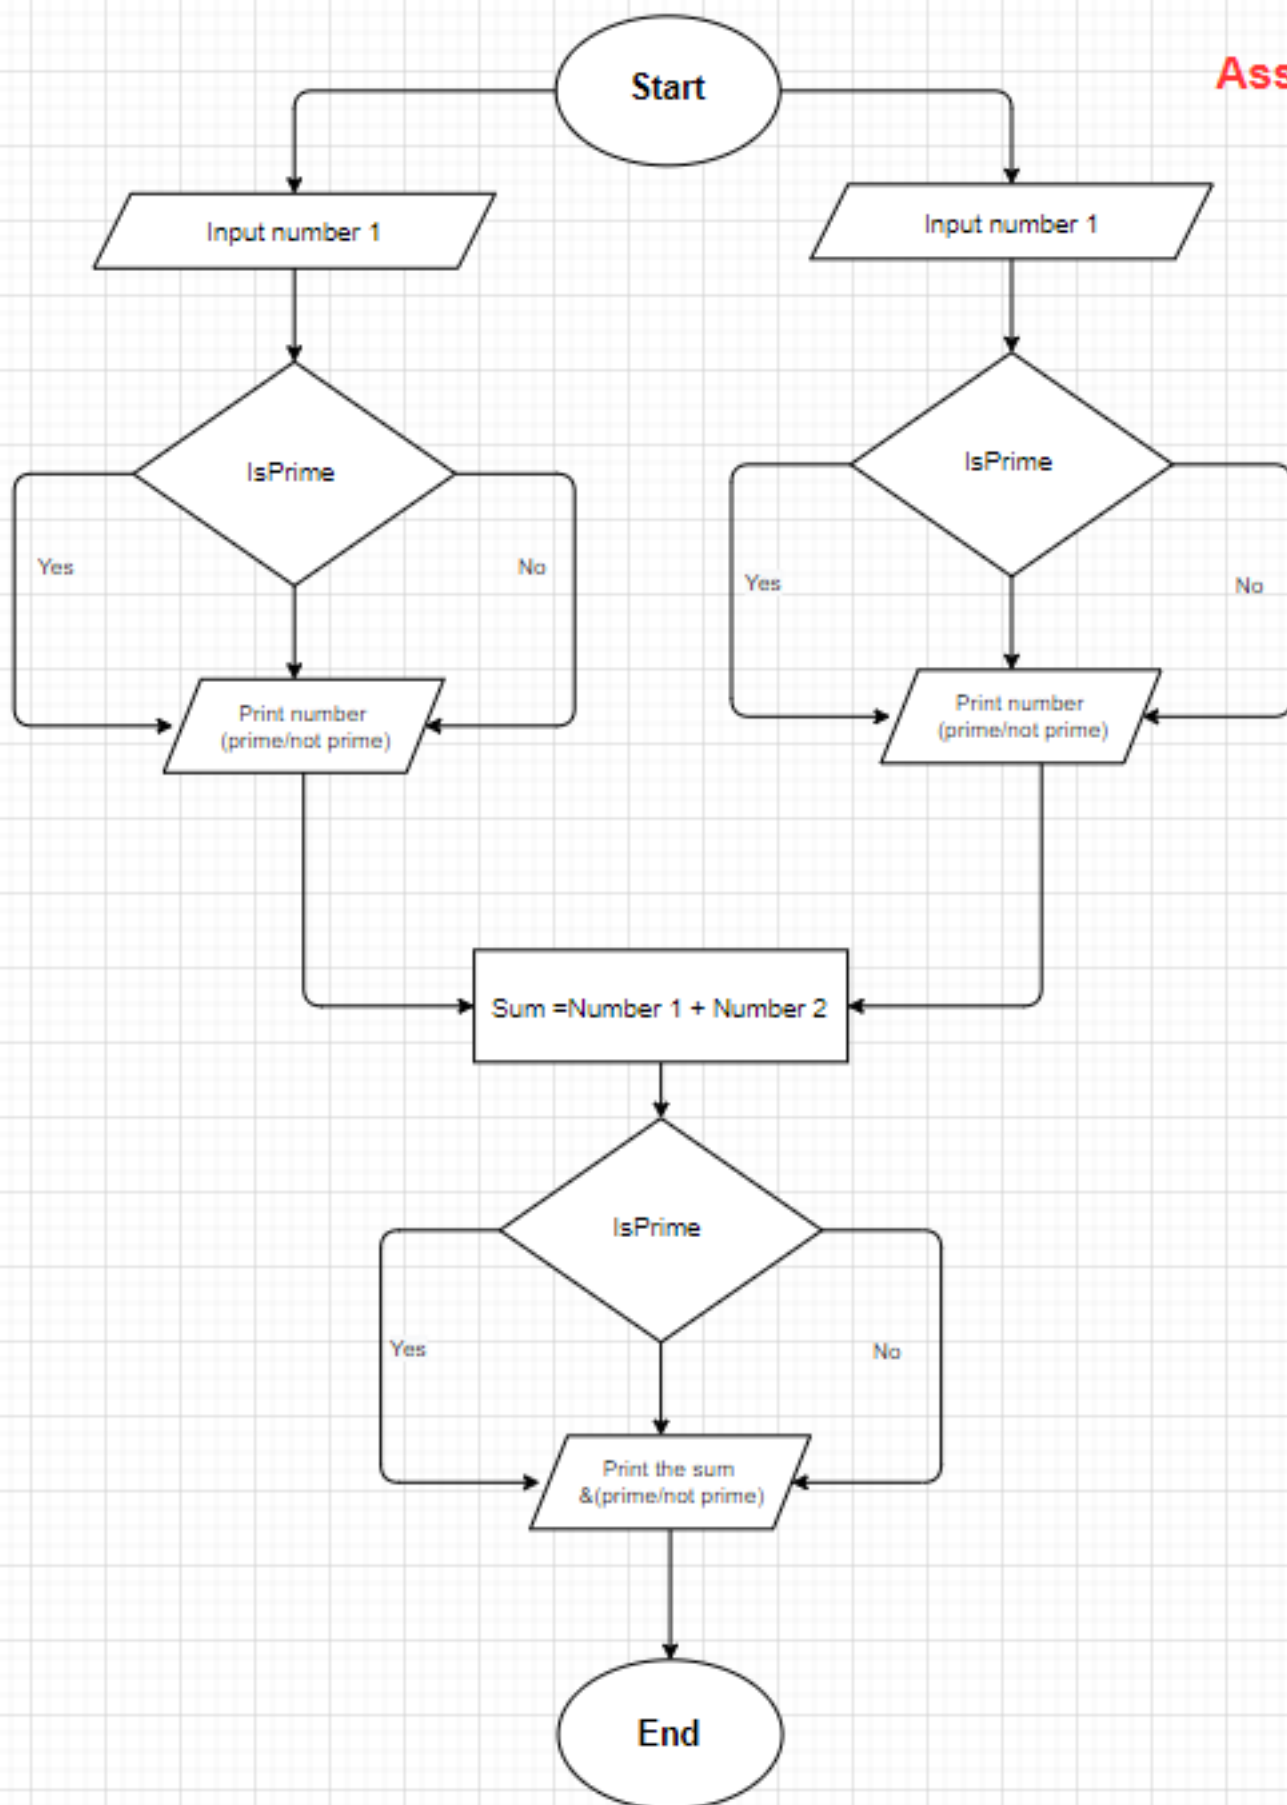 Start
Ass
Input number 1
Input number 1
IsPrime
IsPrime
Yes
No
Yes
No
Print number
(prime/not prime)
Print number
(prime/not prime)
Sum =Number 1 + Number 2
IsPrime
Yes
No
Print the sum
&(prime/not prime)
End